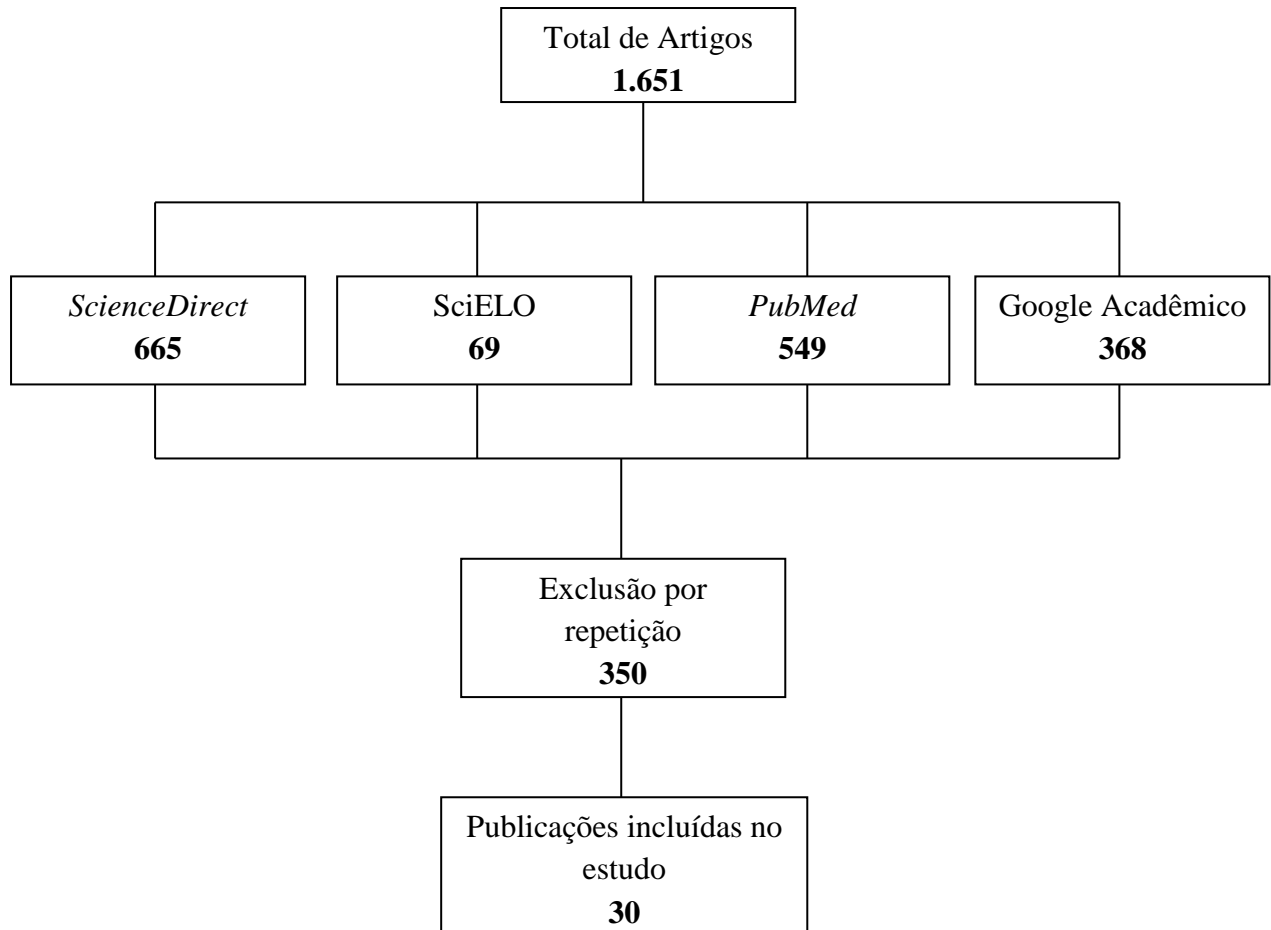 Total de Artigos
1.651
ScienceDirect
665
SciELO
69
PubMed
549
Google Acadêmico
368
Exclusão por
repetição
350
Publicações incluídas no
estudo
30